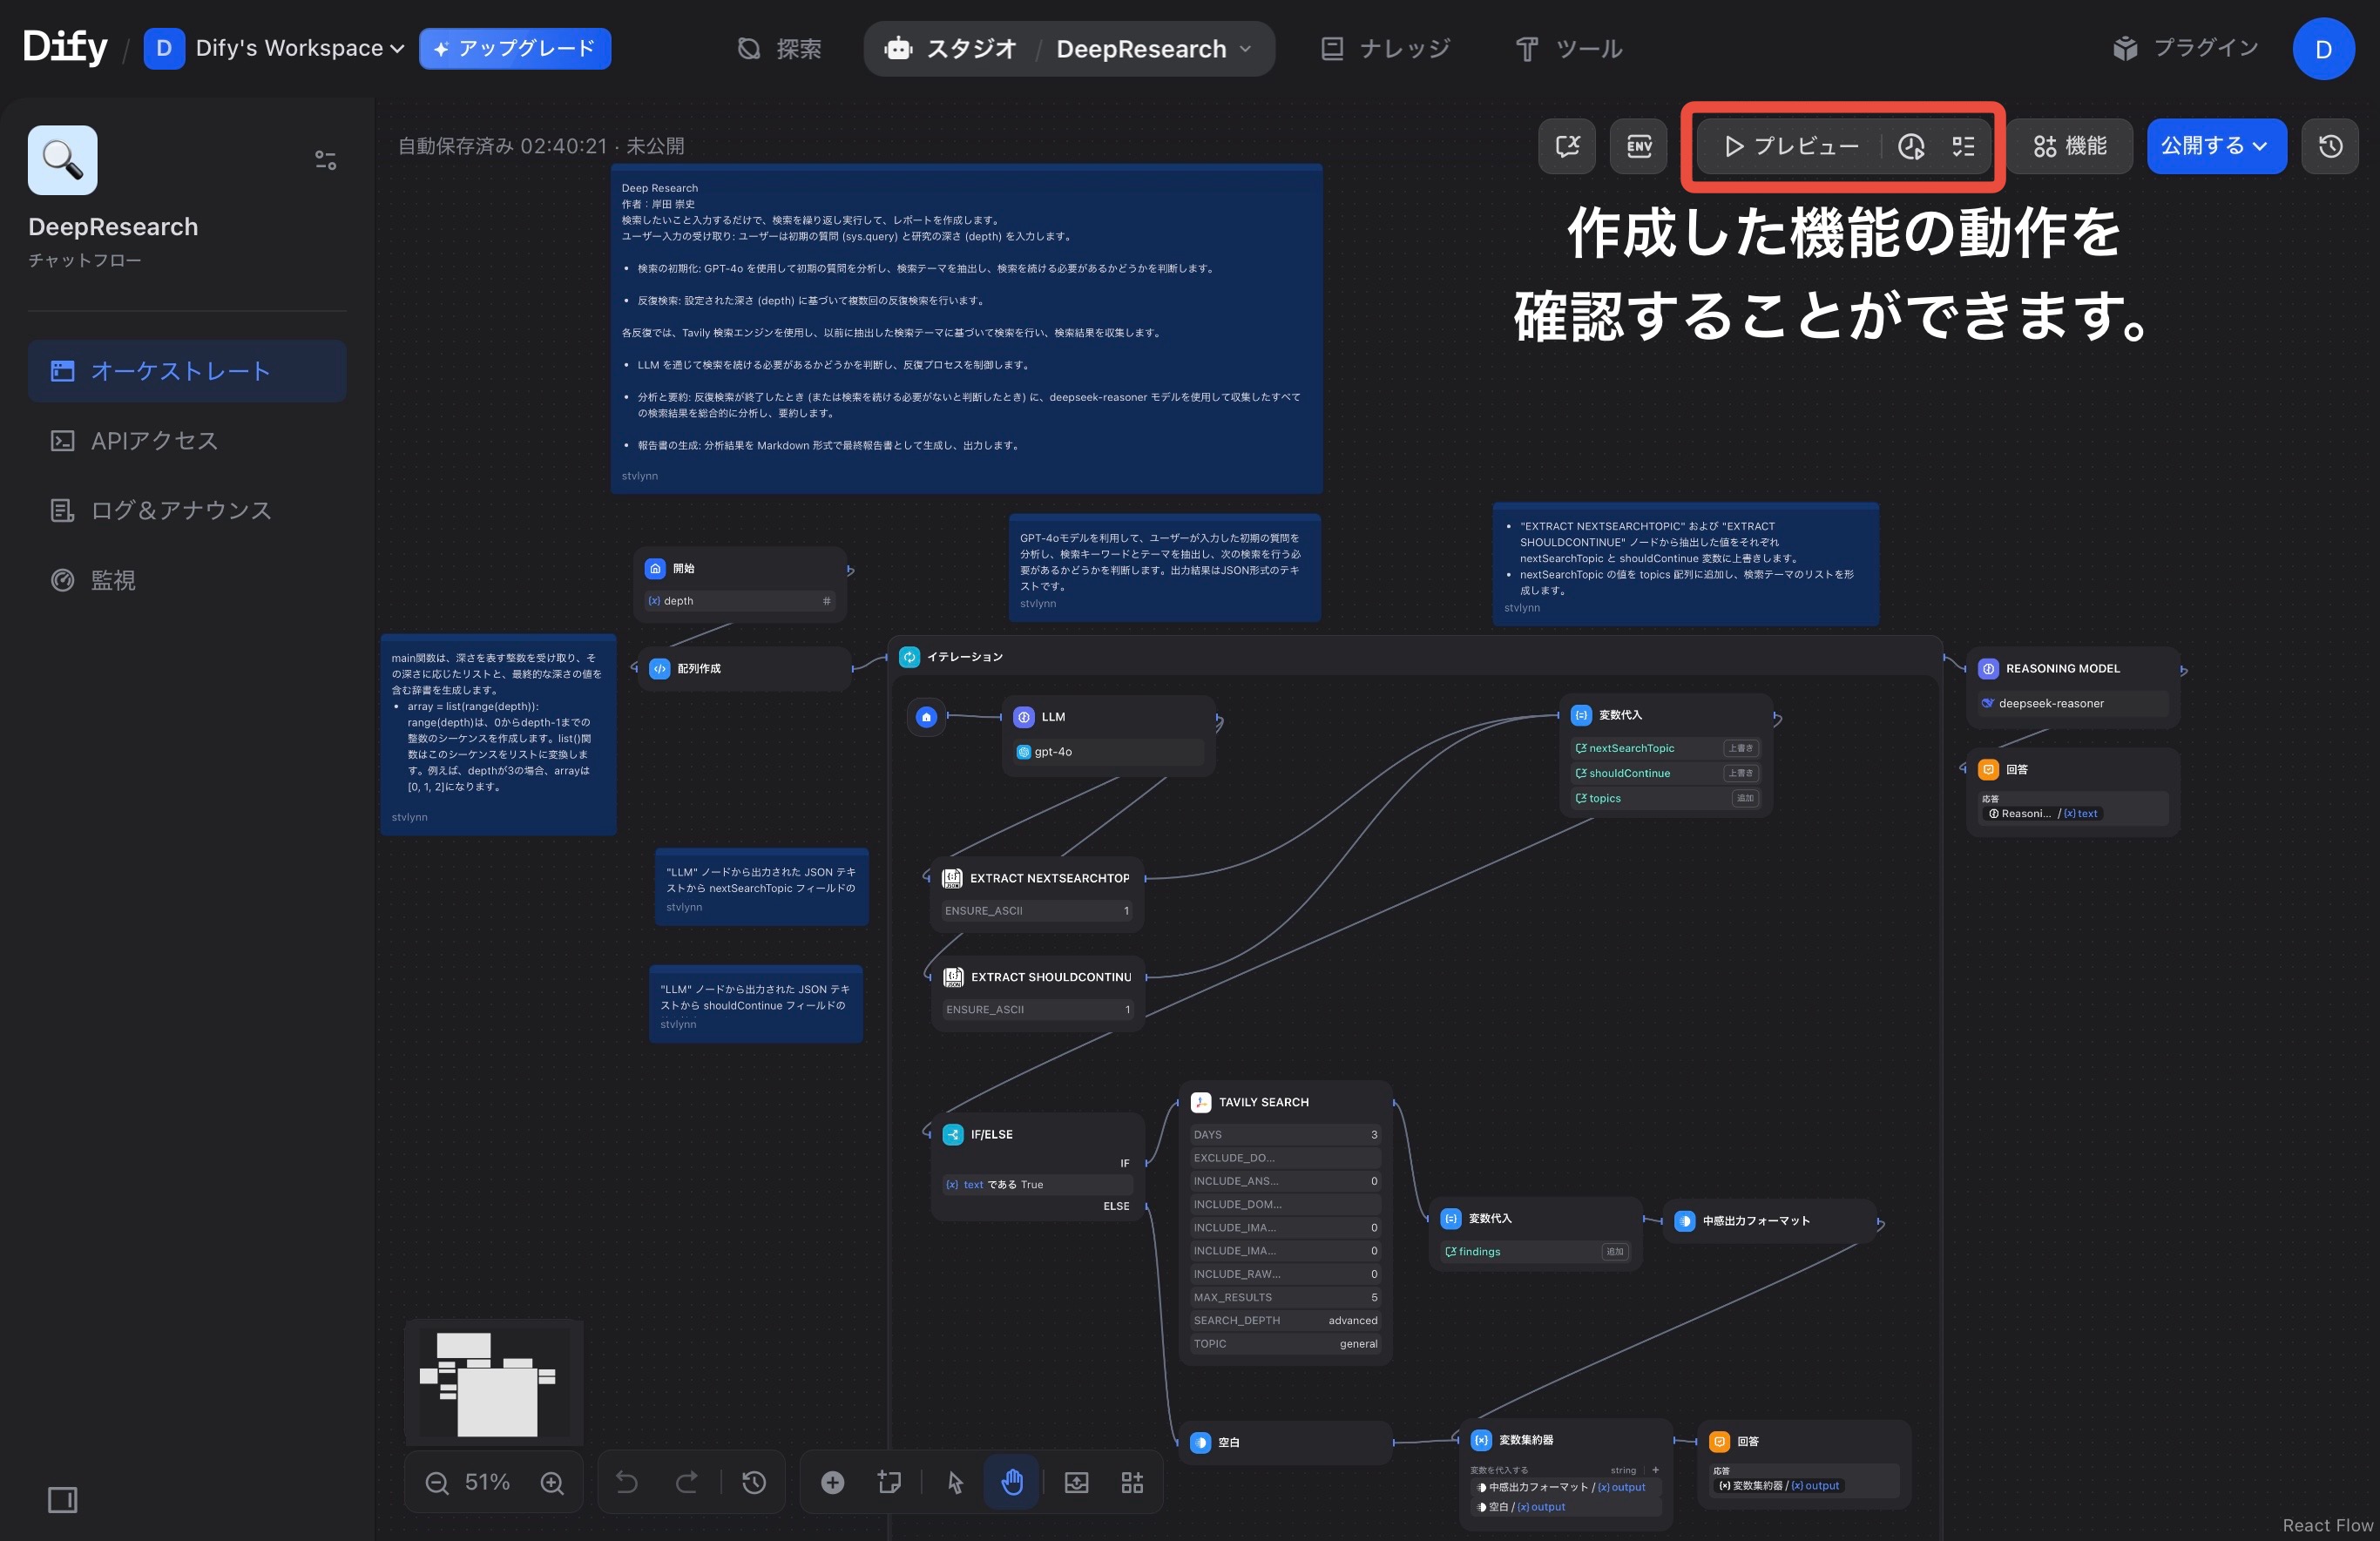 Dify / D Dify's Workspace アップグレード 探索 スタジオ / DeepResearch ナレッジ ツール プラグイン D
DeepResearch
チャットフロー
オーケストレート
APIアクセス
ログ＆アナウンス
監視
自動保存済み 02:40:21 · 未公開
ENV プレビュー 機能 公開する
作成した機能の動作を
確認することができます。
Deep Research
作者：岸田 崇史
検索したいこと入力するだけで、検索を繰り返し実行して、レポートを作成します。
ユーザー入力の受け取り: ユーザーは初期の質問 (sys.query) と研究の深さ (depth) を入力します。
• 検索の初期化: GPT-4o を使用して初期の質問を分析し、検索テーマを抽出し、検索を続ける必要があるかどうかを判断します。
• 反復検索: 設定された深さ (depth) に基づいて複数回の反復検索を行います。
各反復では、Tavily 検索エンジンを使用し、以前に抽出した検索テーマに基づいて検索を行い、検索結果を収集します。
• LLM を通じて検索を続ける必要があるかどうかを判断し、反復プロセスを制御します。
• 分析と要約: 反復検索が終了したとき (または検索を続ける必要がないと判断したとき) に、deepseek-reasoner モデルを使用して収集したすべて
の検索結果を総合的に分析し、要約します。
• 報告書の生成: 分析結果を Markdown 形式で最終報告書として生成し、出力します。
stvlynn
GPT-4oモデルを利用して、ユーザーが入力した初期の質問を
分析し、検索キーワードとテーマを抽出し、次の検索を行う必
要があるかどうかを判断します。出力結果はJSON形式のテキ
ストです。
stvlynn
• "EXTRACT NEXTSEARCHTOPIC" および "EXTRACT
SHOULDCONTINUE" ノードから抽出した値をそれぞれ
nextSearchTopic と shouldContinue 変数に上書きします。
• nextSearchTopic の値を topics 配列に追加し、検索テーマのリストを形
成します。
stvlynn
開始
{x} depth #
配列作成
main関数は、深さを表す整数を受け取り、そ
の深さに応じたリストと、最終的な深さの値を
含む辞書を生成します。
• array = list(range(depth)):
range(depth)は、0からdepth-1までの
整数のシーケンスを作成します。list()関
数はこのシーケンスをリストに変換しま
す。例えば、depthが3の場合、arrayは
[0, 1, 2]になります。
stvlynn
"LLM" ノードから出力された JSON テキ
ストから nextSearchTopic フィールドの
stvlynn
"LLM" ノードから出力された JSON テキ
ストから shouldContinue フィールドの
stvlynn
イテレーション
LLM
gpt-4o
変数代入
nextSearchTopic 上書き
shouldContinue 上書き
topics 追加
REASONING MODEL
deepseek-reasoner
回答
応答
Reasoni... / {x} text
EXTRACT NEXTSEARCHTOP
ENSURE_ASCII 1
EXTRACT SHOULDCONTINU
ENSURE_ASCII 1
IF/ELSE
IF
{x} text である True
ELSE
TAVILY SEARCH
DAYS 3
EXCLUDE_DO...
INCLUDE_ANS... 0
INCLUDE_DOM...
INCLUDE_IMA... 0
INCLUDE_IMA... 0
INCLUDE_RAW... 0
MAX_RESULTS 5
SEARCH_DEPTH advanced
TOPIC general
変数代入
findings 追加
中感出力フォーマット
空白
変数集約器
変数を代入する string +
中感出力フォーマット / {x} output
空白 / {x} output
回答
応答
{x} 変数集約器 / {x} output
51%
React Flow